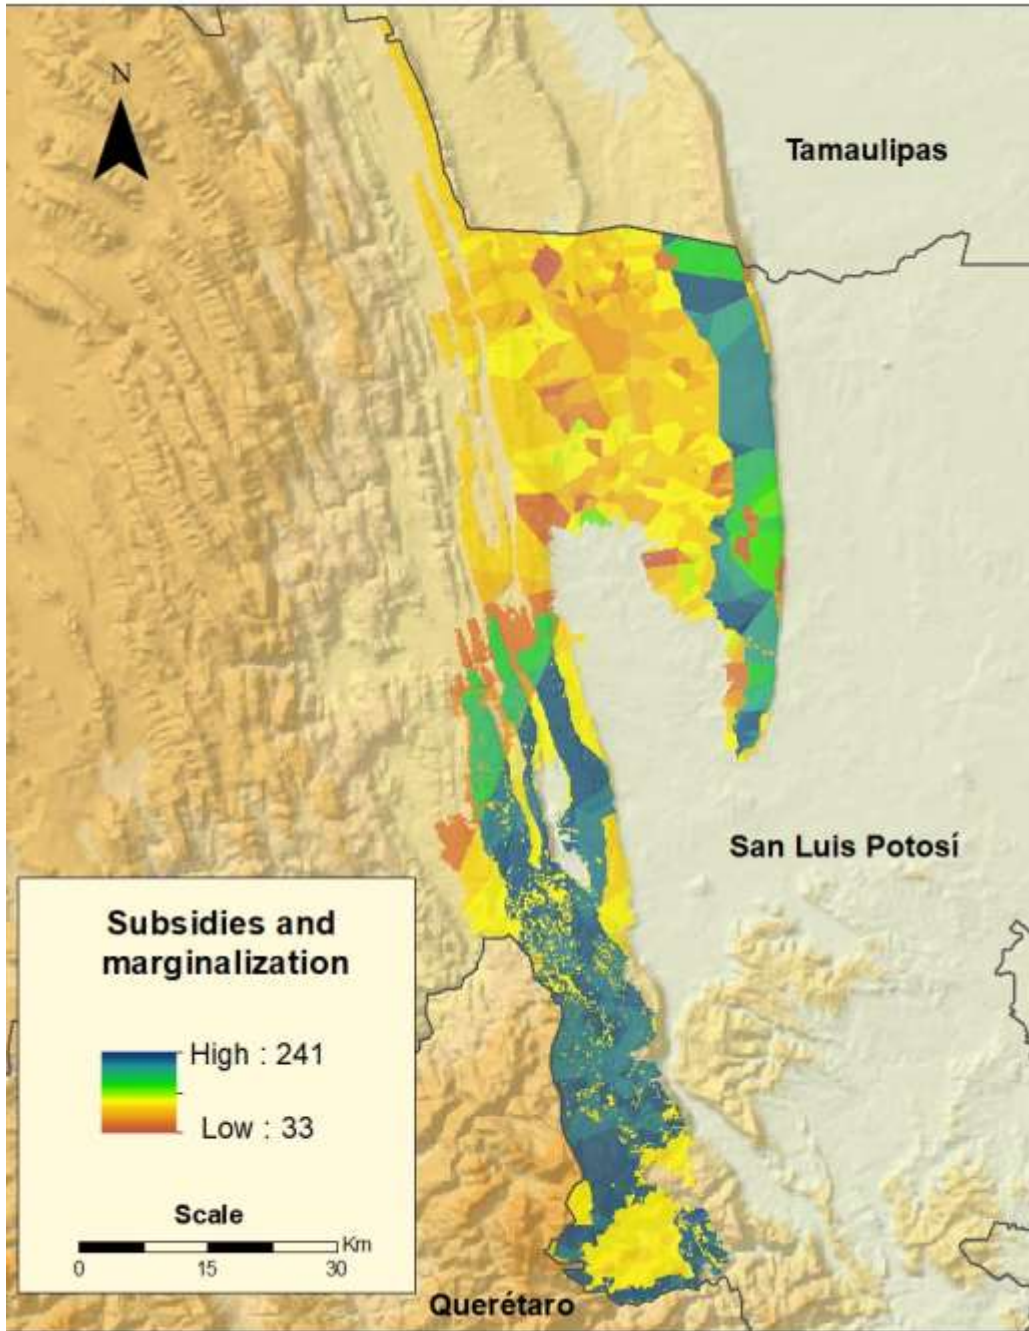 N
Tamaulipas
San Luis Potosí
Subsidies and
marginalization
High : 241
Low : 33
Scale
Km
0 15 30
Querétaro